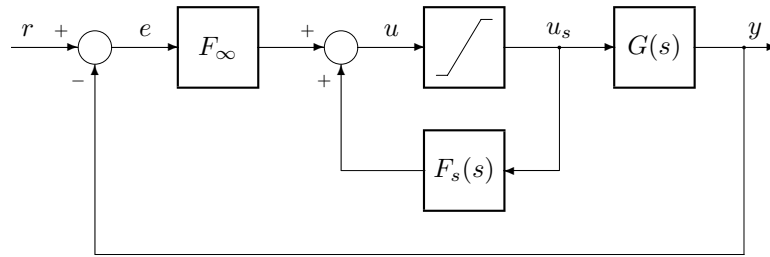 r + e F∞ + u u_s G(s) y
−
+
F_s(s)